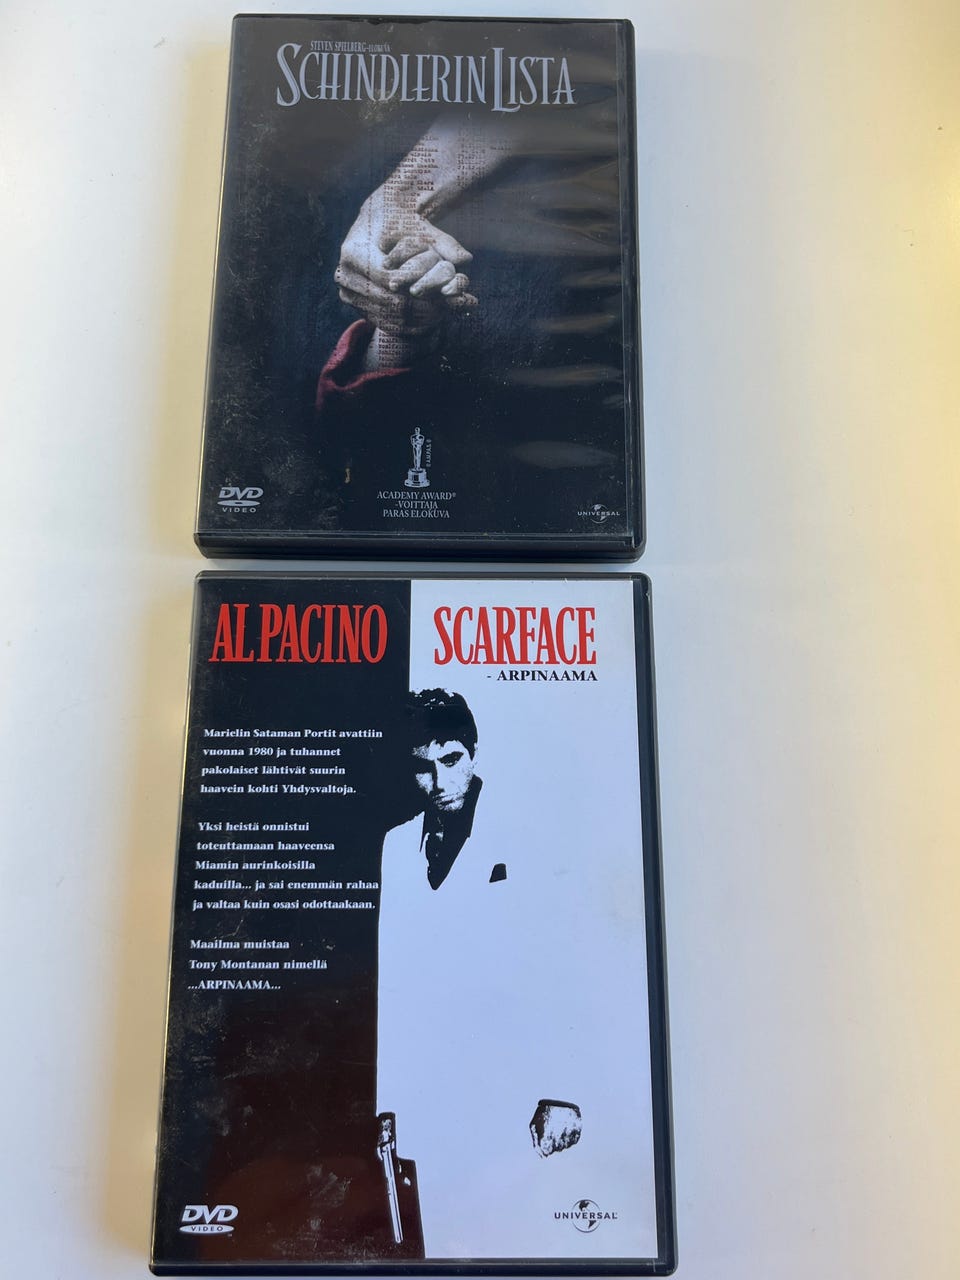 STEVEN SPIELBERG-ELOKUVA
SCHINDLERIN LISTA
© A.M.P.A.S.®
ACADEMY AWARD®
-VOITTAJA
PARAS ELOKUVA
DVD
VIDEO
UNIVERSAL
AL PACINO
SCARFACE
- ARPINAAMA
Marielin Sataman Portit avattiin
vuonna 1980 ja tuhannet
pakolaiset lähtivät suurin
haavein kohti Yhdysvaltoja.
Yksi heistä onnistui
toteuttamaan haaveensa
Miamin aurinkoisilla
kaduilla... ja sai enemmän rahaa
ja valtaa kuin osasi odottaakaan.
Maailma muistaa
Tony Montanan nimellä
...ARPINAAMA...
DVD
VIDEO
UNIVERSAL